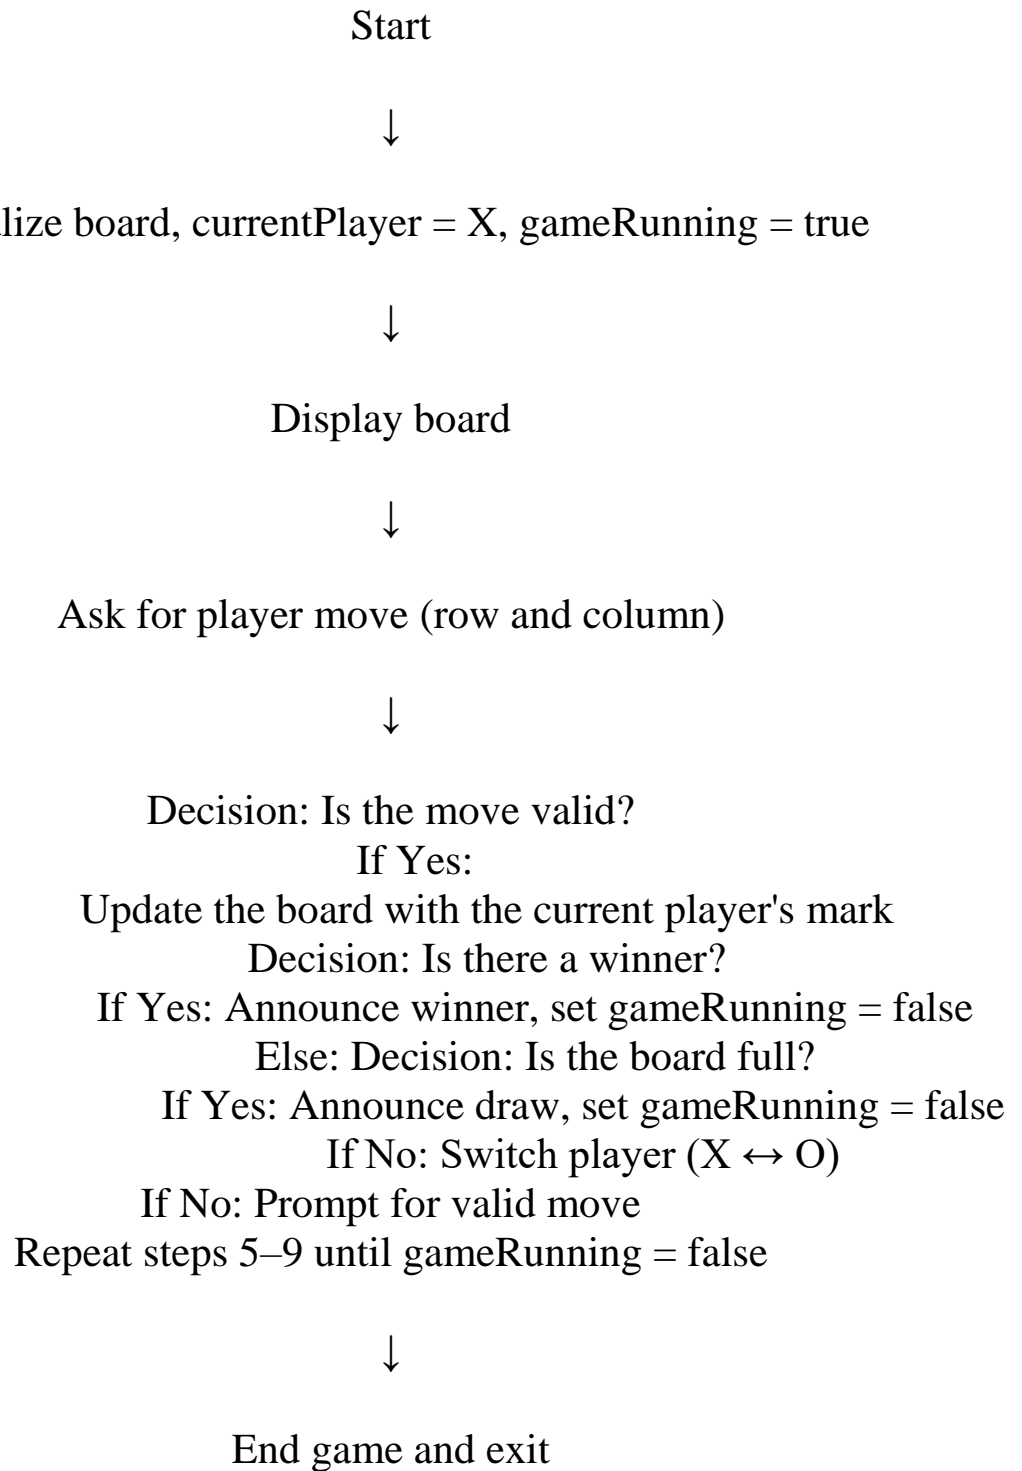 Start
↓
lize board, currentPlayer = X, gameRunning = true
↓
Display board
↓
Ask for player move (row and column)
↓
Decision: Is the move valid?
If Yes:
Update the board with the current player's mark
Decision: Is there a winner?
If Yes: Announce winner, set gameRunning = false
Else: Decision: Is the board full?
If Yes: Announce draw, set gameRunning = false
If No: Switch player (X ↔ O)
If No: Prompt for valid move
Repeat steps 5–9 until gameRunning = false
↓
End game and exit